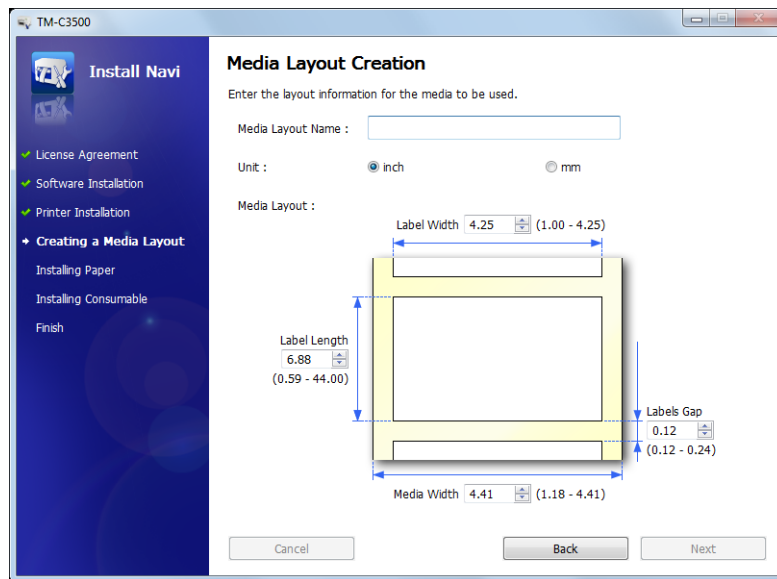 TM-C3500
Install Navi
License Agreement
Software Installation
Printer Installation
Creating a Media Layout
Installing Paper
Installing Consumable
Finish
Media Layout Creation
Enter the layout information for the media to be used.
Media Layout Name :
Unit :
inch
mm
Media Layout :
Label Width 4.25 (1.00 - 4.25)
Label Length
6.88
(0.59 - 44.00)
Labels Gap
0.12
(0.12 - 0.24)
Media Width 4.41 (1.18 - 4.41)
Cancel
Back
Next